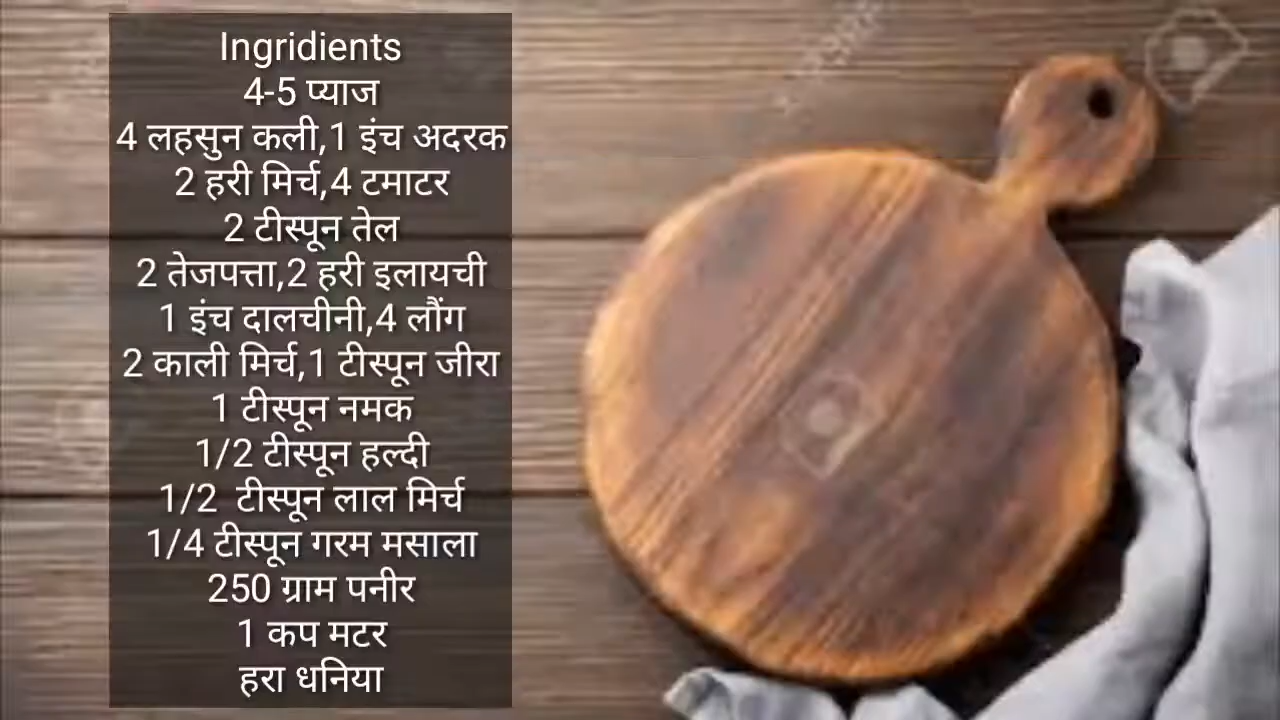 Ingridients
4-5 प्याज
4 लहसुन कली,1 इंच अदरक
2 हरी मिर्च,4 टमाटर
2 टीस्पून तेल
2 तेजपत्ता,2 हरी इलायची
1 इंच दालचीनी,4 लौंग
2 काली मिर्च,1 टीस्पून जीरा
1 टीस्पून नमक
1/2 टीस्पून हल्दी
1/2  टीस्पून लाल मिर्च
1/4 टीस्पून गरम मसाला
250 ग्राम पनीर
1 कप मटर
हरा धनिया